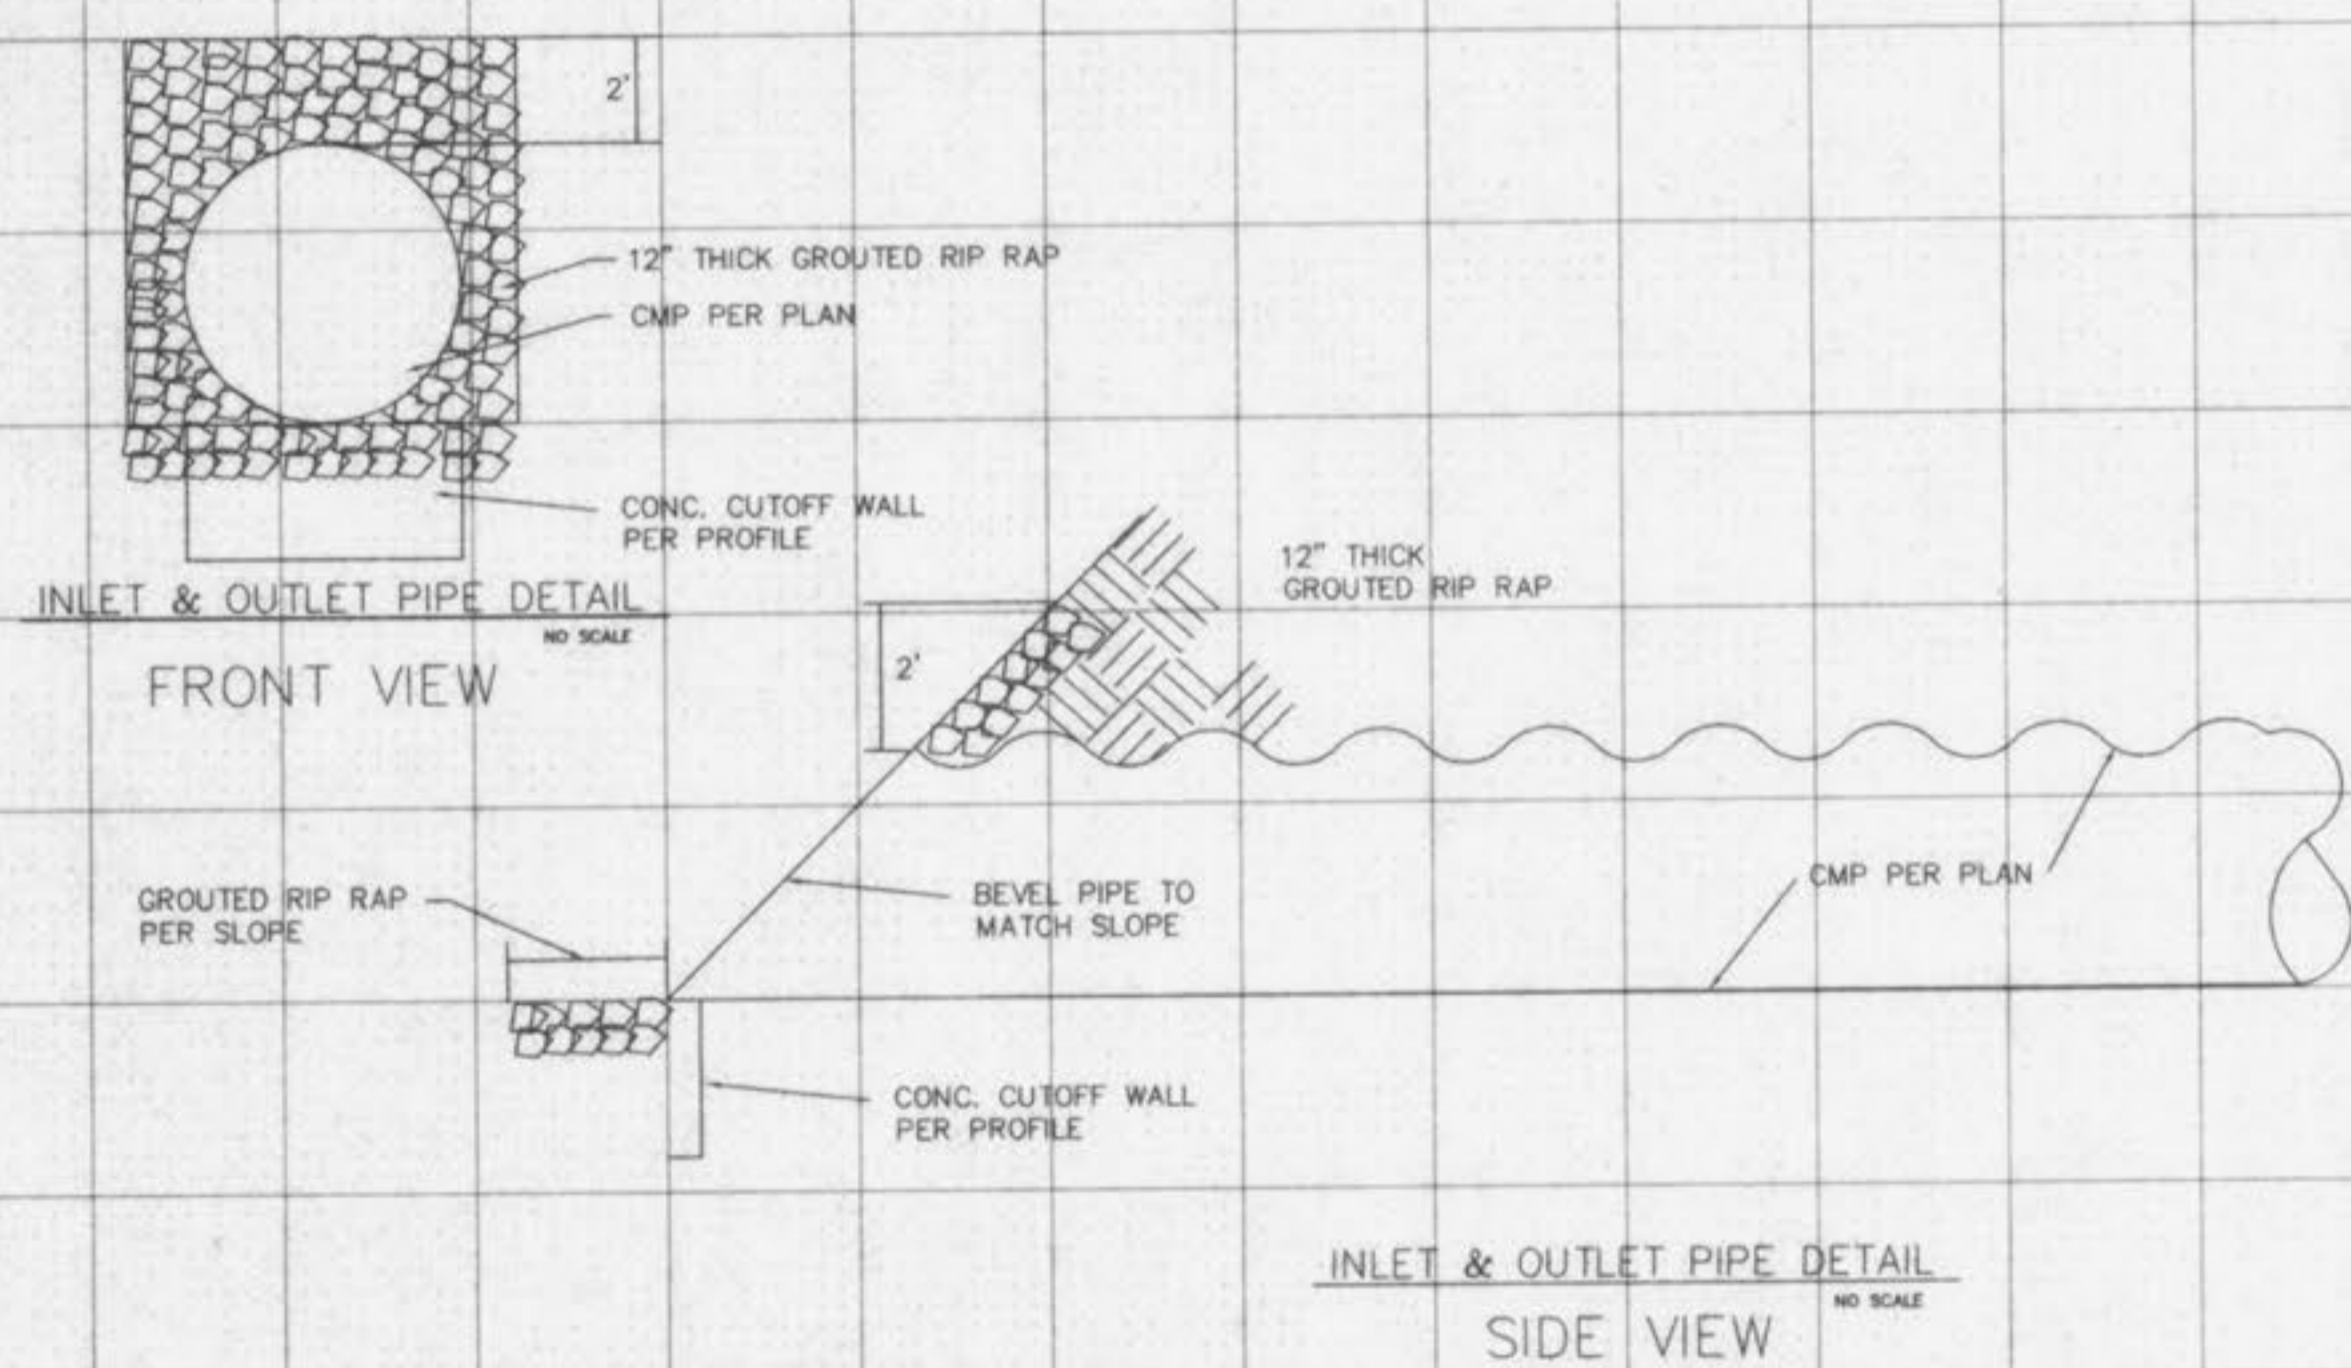 2'
12" THICK GROUTED RIP RAP
CMP PER PLAN
CONC. CUTOFF WALL
PER PROFILE
INLET & OUTLET PIPE DETAIL
NO SCALE
FRONT VIEW
12" THICK
GROUTED RIP RAP
2'
GROUTED RIP RAP
PER SLOPE
BEVEL PIPE TO
MATCH SLOPE
CMP PER PLAN
CONC. CUTOFF WALL
PER PROFILE
INLET & OUTLET PIPE DETAIL
NO SCALE
SIDE VIEW